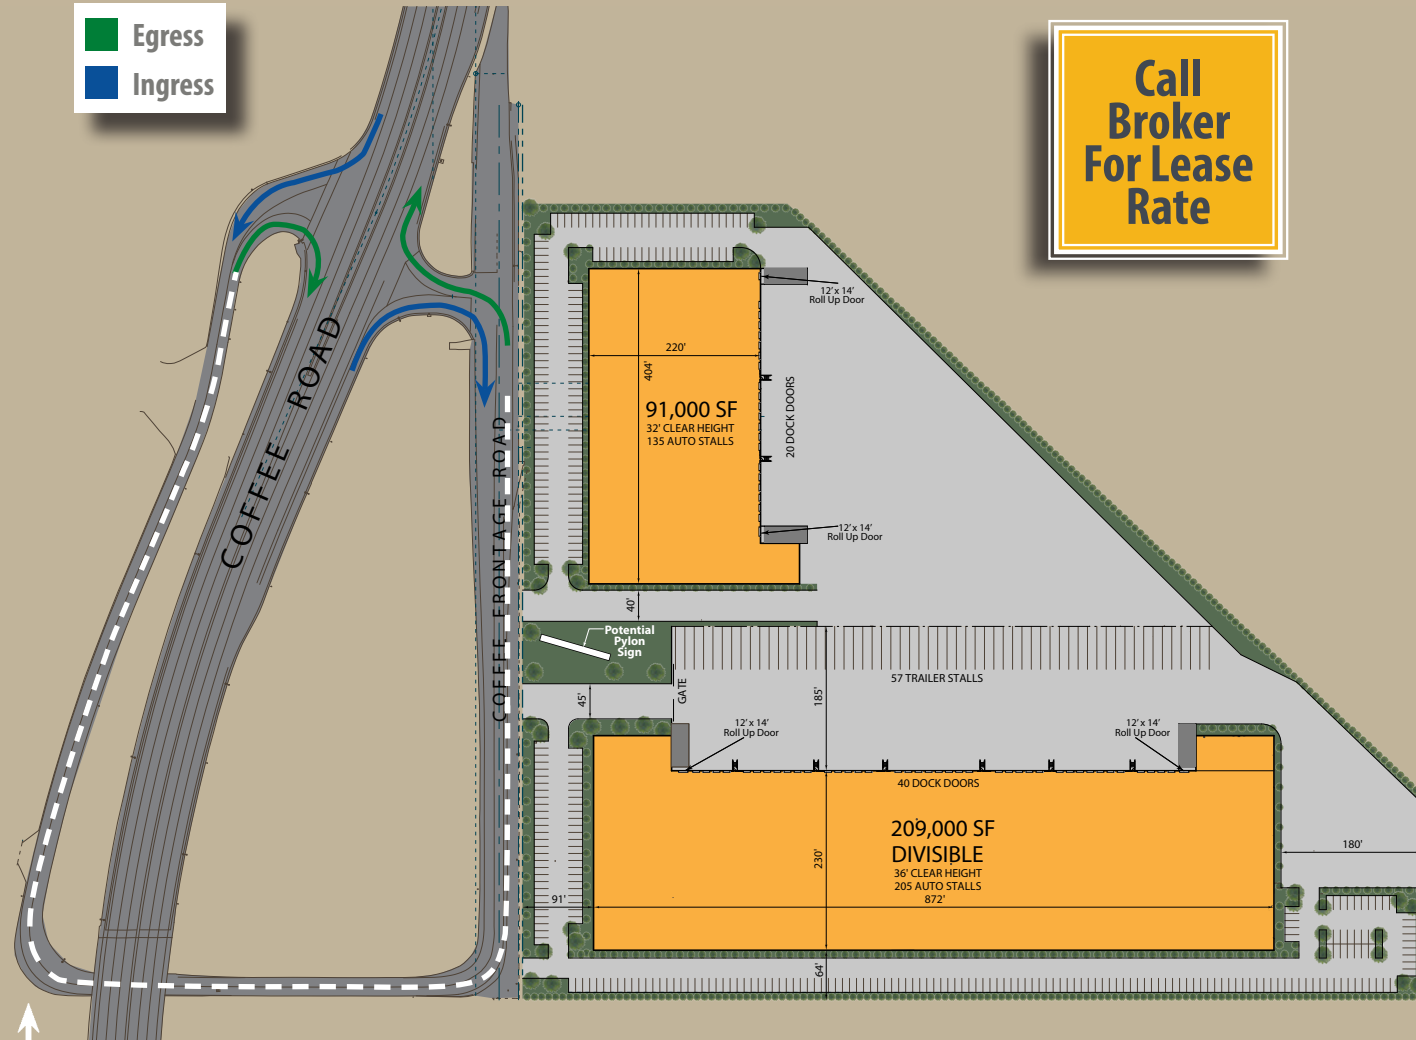 Egress
Ingress
Call
Broker
For Lease
Rate
COFFEE ROAD
COFFEE FRONTAGE ROAD
12' x 14'
Roll Up Door
220'
404'
91,000 SF
32' CLEAR HEIGHT
135 AUTO STALLS
20 DOCK DOORS
12' x 14'
Roll Up Door
40'
Potential
Pylon
Sign
57 TRAILER STALLS
GATE
45'
185'
12' x 14'
Roll Up Door
12' x 14'
Roll Up Door
40 DOCK DOORS
209,000 SF
DIVISIBLE
36' CLEAR HEIGHT
205 AUTO STALLS
230'
180'
91'
872'
64'